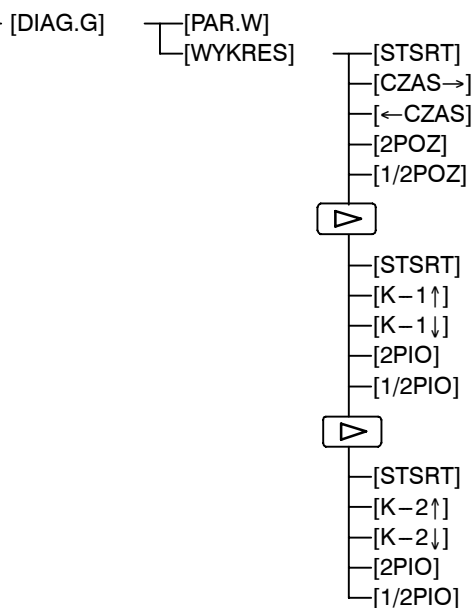 [DIAG.G] [PAR.W]
[WYKRES] [STSRT]
[CZAS→]
[←CZAS]
[2POZ]
[1/2POZ]
[STSRT]
[K−1↑]
[K−1↓]
[2PIO]
[1/2PIO]
[STSRT]
[K−2↑]
[K−2↓]
[2PIO]
[1/2PIO]